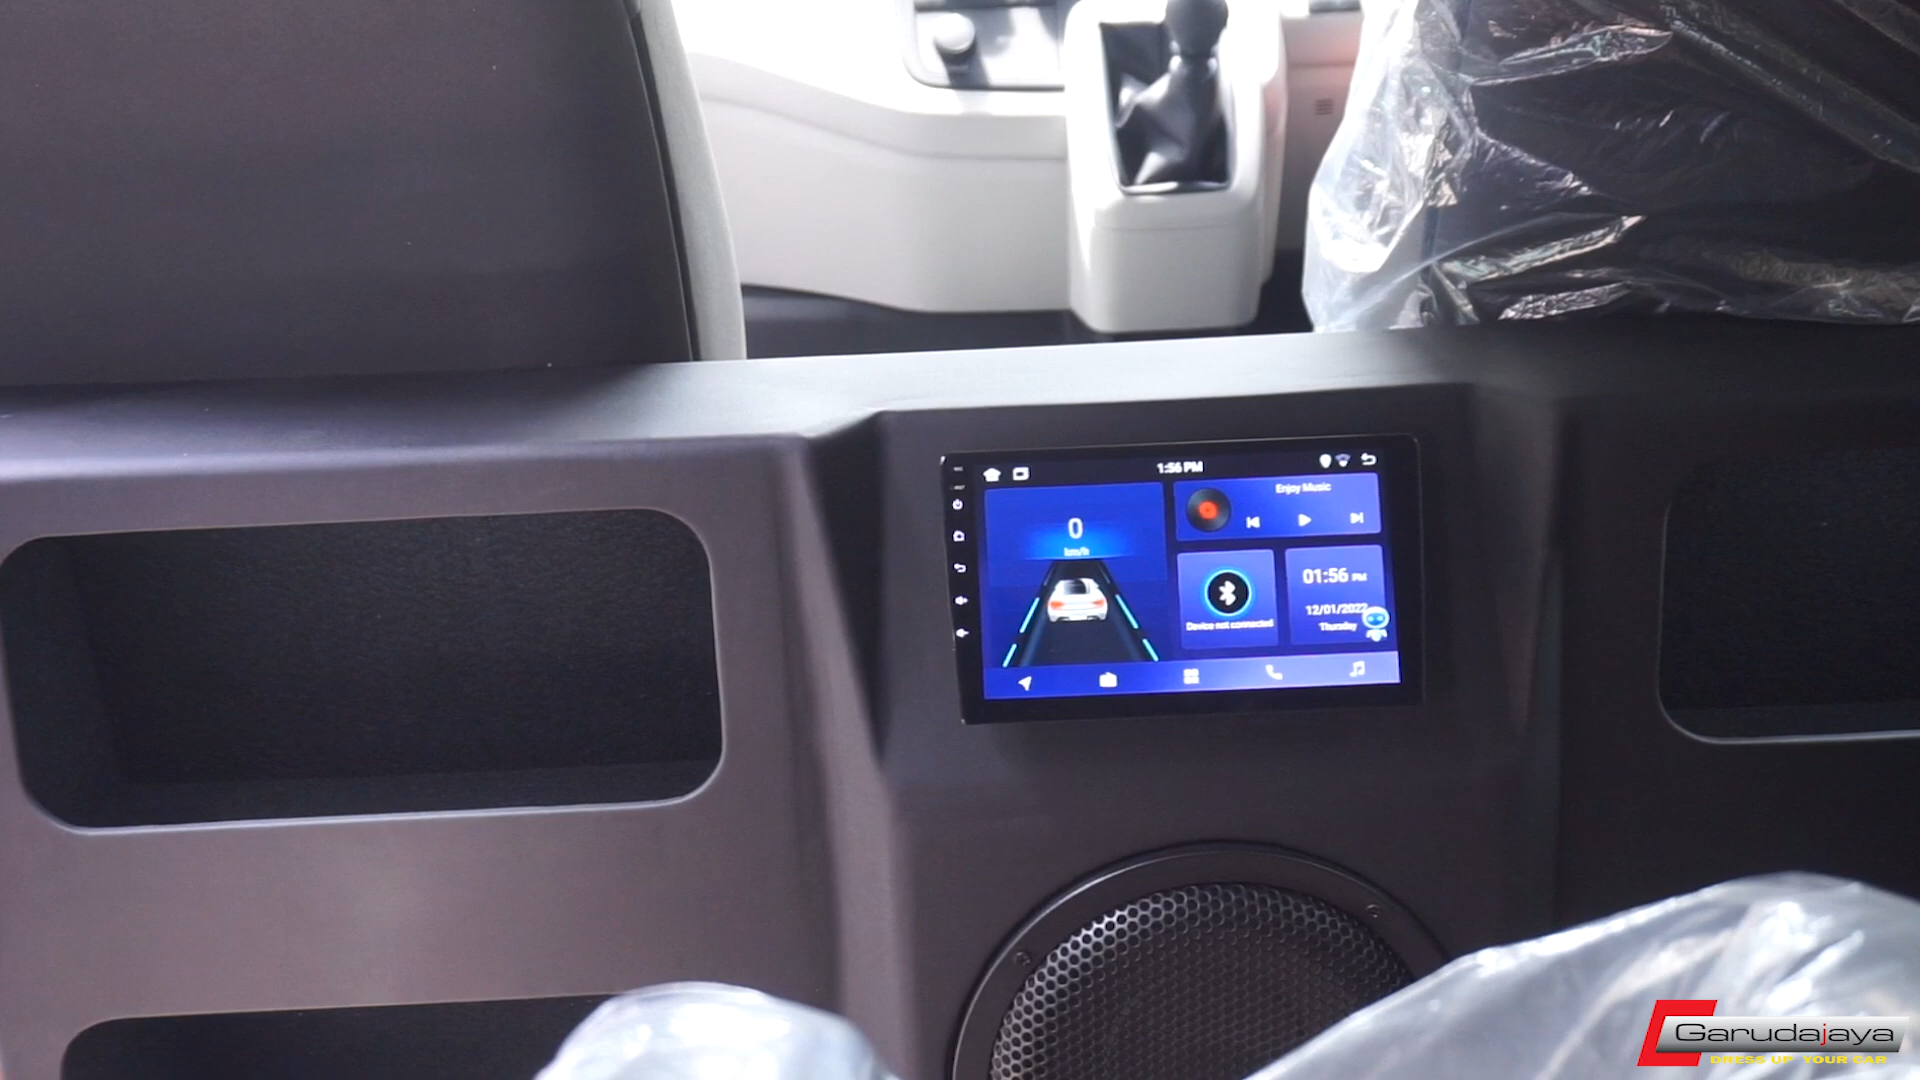 1:56 PM
Enjoy Music
0
km/h
01:56 PM
12/01/2022
Thursday
Device not connected
Garudajaya
DRESS UP YOUR CAR